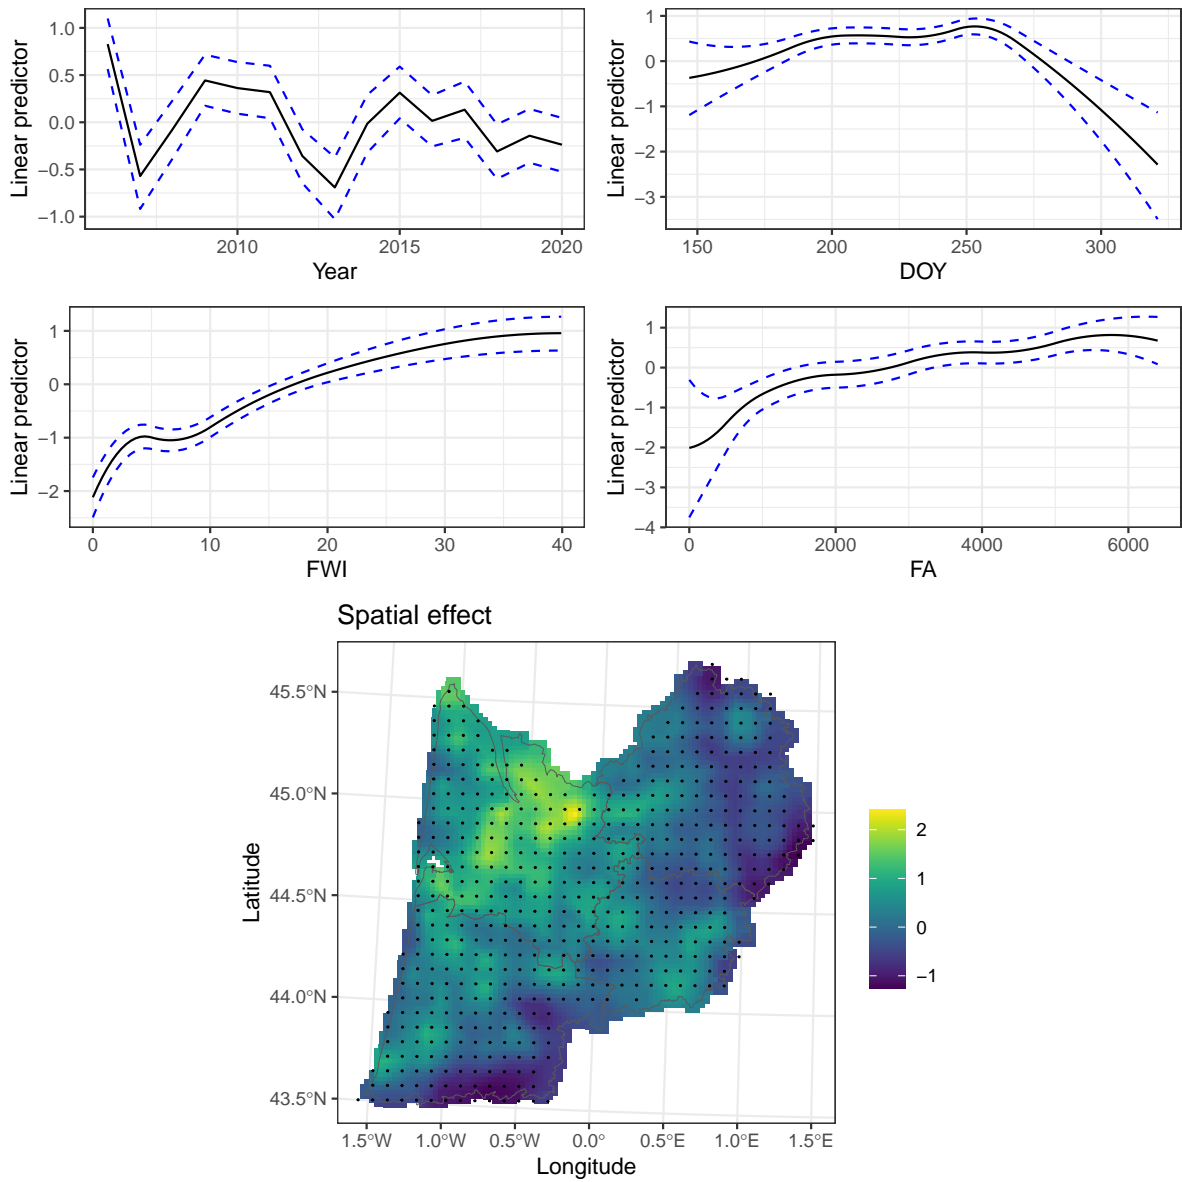 Linear predictor
1.0
0.5
0.0
−0.5
−1.0
2010 2015 2020
Year
Linear predictor
1
0
−1
−2
−3
150 200 250 300
DOY
Linear predictor
1
0
−1
−2
0 10 20 30 40
FWI
Linear predictor
1
0
−1
−2
−3
−4
0 2000 4000 6000
FA
Spatial effect
Latitude
45.5°N
45.0°N
44.5°N
44.0°N
43.5°N
1.5°W 1.0°W 0.5°W 0.0° 0.5°E 1.0°E 1.5°E
Longitude
2
1
0
−1